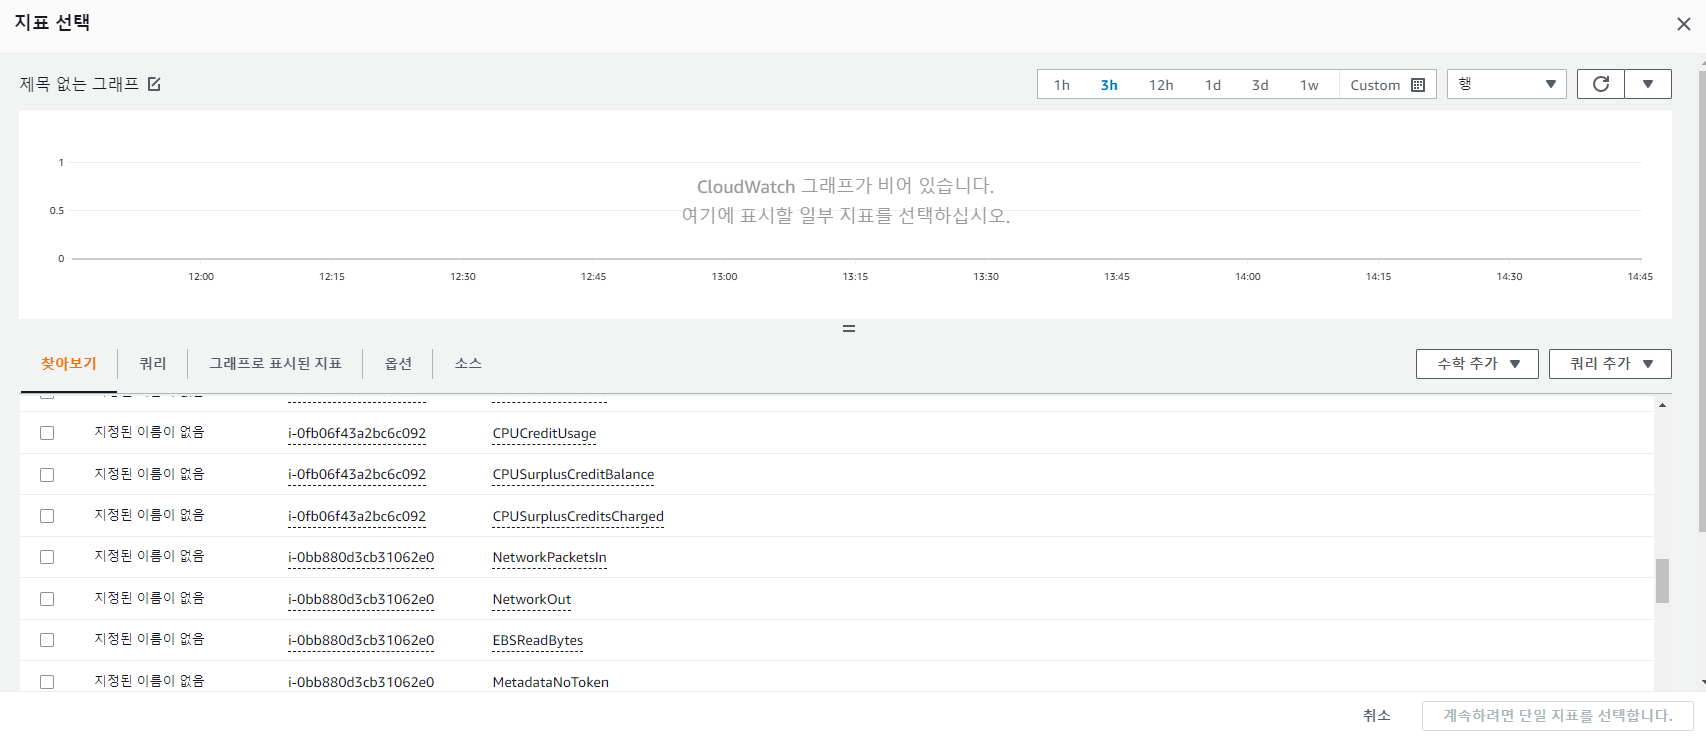 지표 선택
제목 없는 그래프
1h 3h 12h 1d 3d 1w Custom 행
1
0.5
0
CloudWatch 그래프가 비어 있습니다.
여기에 표시할 일부 지표를 선택하십시오.
12:00 12:15 12:30 12:45 13:00 13:15 13:30 13:45 14:00 14:15 14:30 14:45
찾아보기 쿼리 그래프로 표시된 지표 옵션 소스 수학 추가 쿼리 추가
지정된 이름이 없음 i-0fb06f43a2bc6c092 CPUCreditUsage
지정된 이름이 없음 i-0fb06f43a2bc6c092 CPUSurplusCreditBalance
지정된 이름이 없음 i-0fb06f43a2bc6c092 CPUSurplusCreditsCharged
지정된 이름이 없음 i-0bb880d3cb31062e0 NetworkPacketsIn
지정된 이름이 없음 i-0bb880d3cb31062e0 NetworkOut
지정된 이름이 없음 i-0bb880d3cb31062e0 EBSReadBytes
지정된 이름이 없음 i-0bb880d3cb31062e0 MetadataNoToken
취소 계속하려면 단일 지표를 선택합니다.